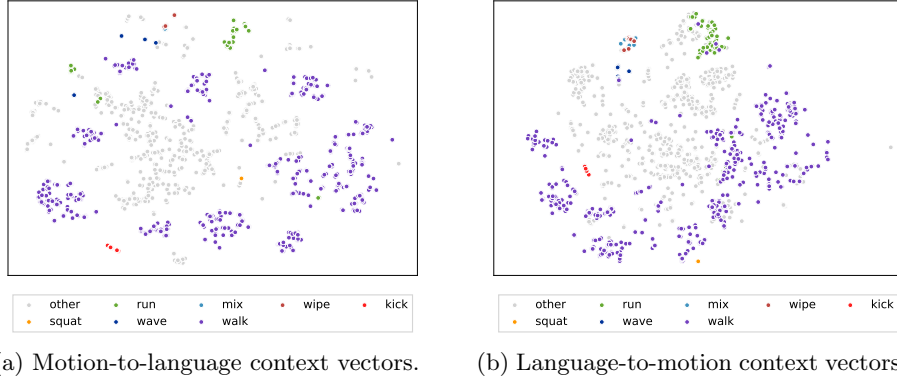 other run mix wipe kick
squat wave walk
other run mix wipe kick
squat wave walk
a) Motion-to-language context vectors.
(b) Language-to-motion context vectors